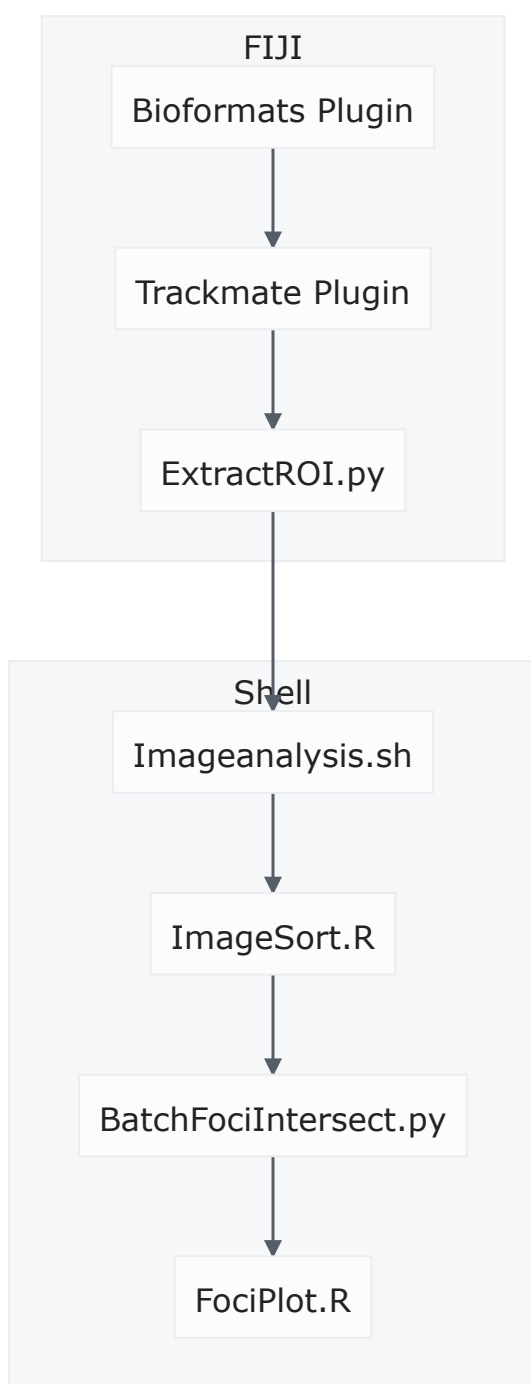 FIJI
Bioformats Plugin
Trackmate Plugin
ExtractROI.py
Shell
Imageanalysis.sh
ImageSort.R
BatchFociIntersect.py
FociPlot.R